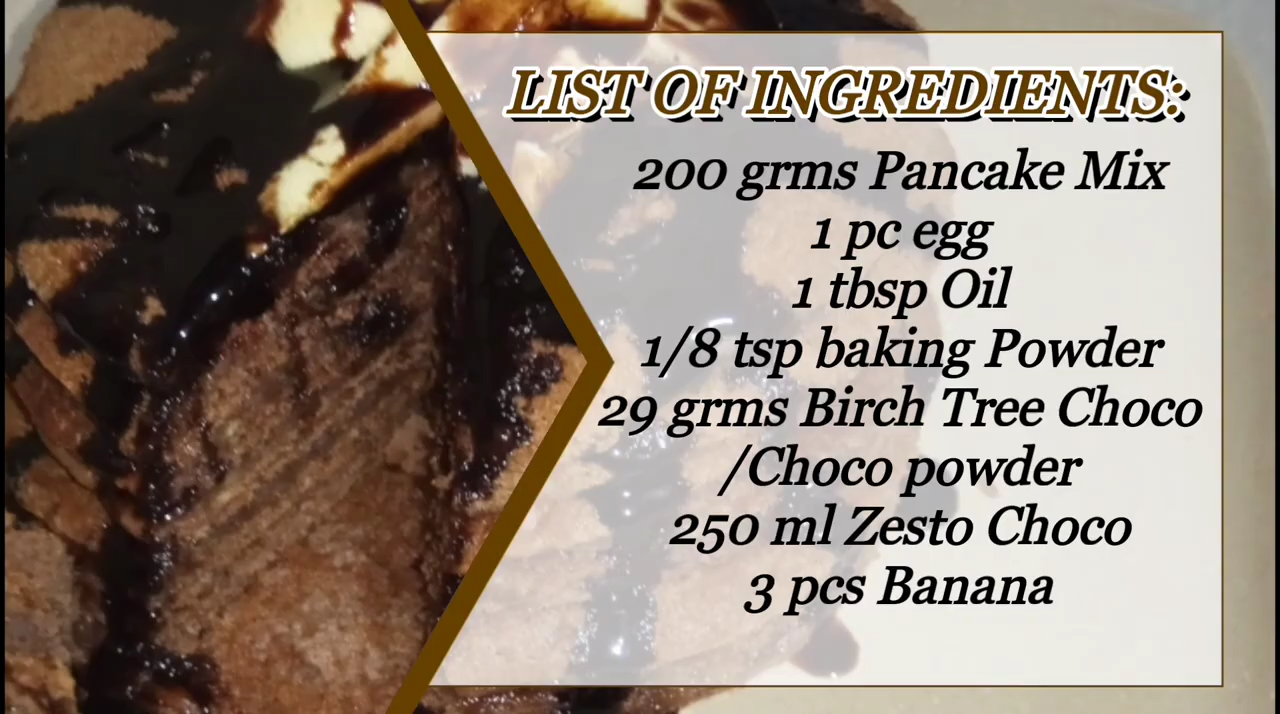 LIST OF INGREDIENTS:
200 grms Pancake Mix
1 pc egg
1 tbsp Oil
1/8 tsp baking Powder
29 grms Birch Tree Choco
/Choco powder
250 ml Zesto Choco
3 pcs Banana